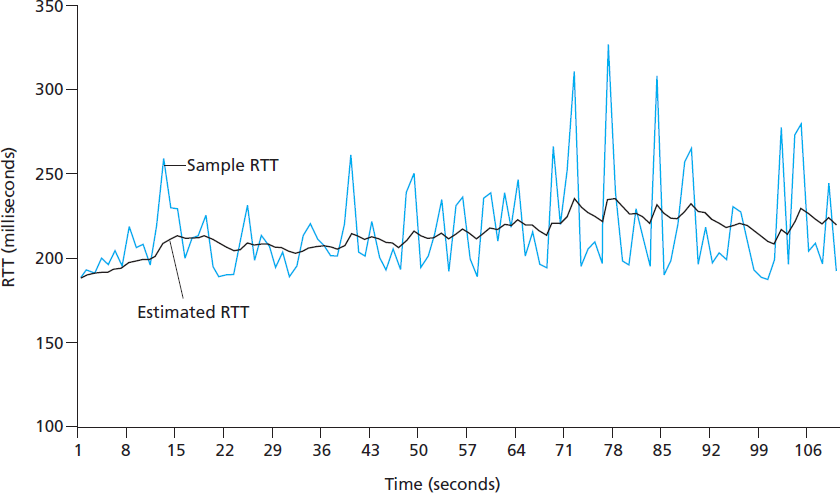 350
300
250
200
150
100
RTT (milliseconds)
Sample RTT
Estimated RTT
1 8 15 22 29 36 43 50 57 64 71 78 85 92 99 106
Time (seconds)